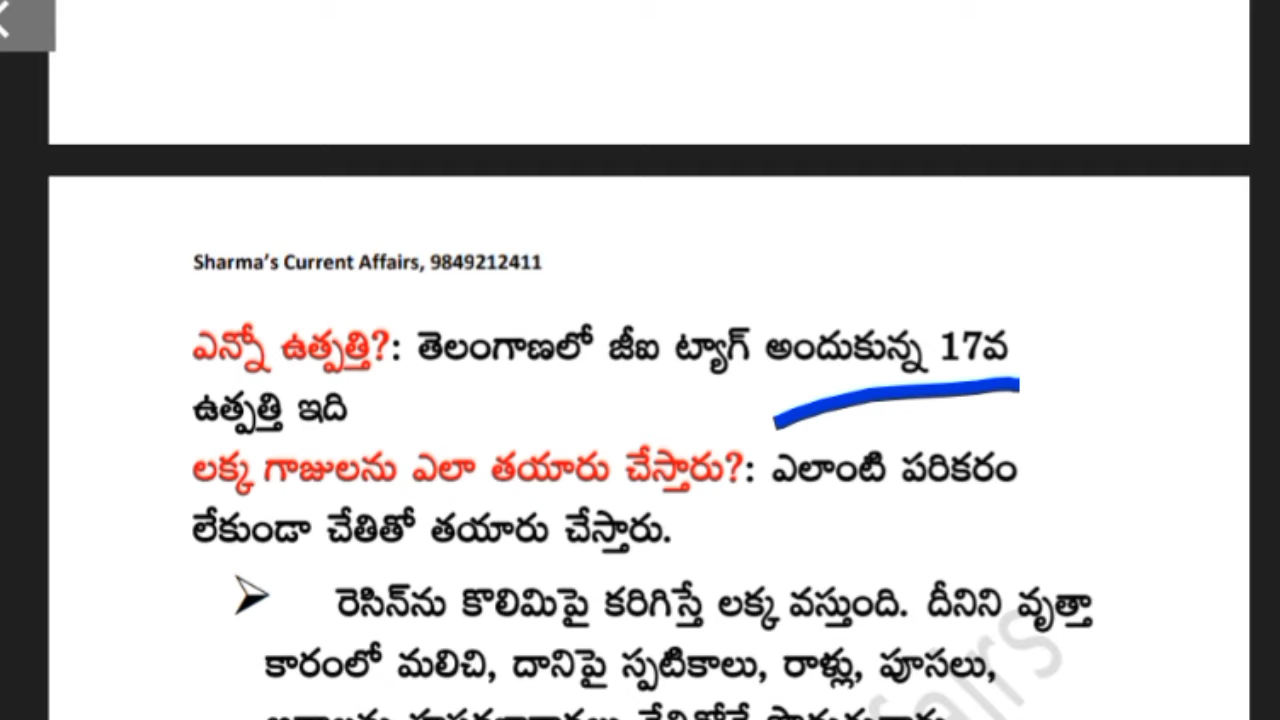 Sharma's Current Affairs, 9849212411
ఎన్నో ఉత్పత్తి?: తెలంగాణలో జీఐ ట్యాగ్ అందుకున్న 17వ
ఉత్పత్తి ఇది
లక్క గాజులను ఎలా తయారు చేస్తారు?: ఎలాంటి పరికరం
లేకుండా చేతితో తయారు చేస్తారు.
➢ రెసిన్‌ను కొలిమిపై కరిగిస్తే లక్క వస్తుంది. దీనిని వృత్తా
కారంలో మలిచి, దానిపై స్పటికాలు, రాళ్లు, పూసలు,